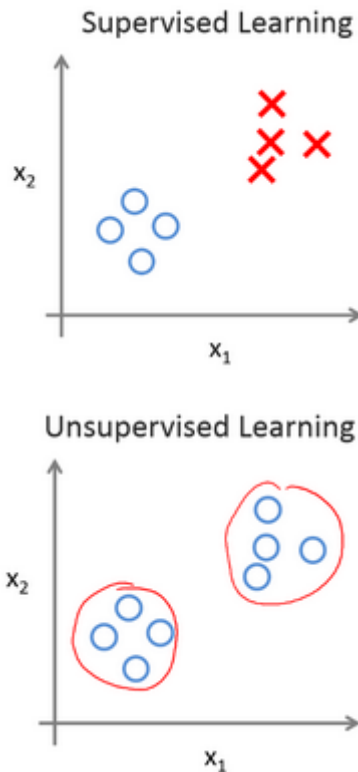 Supervised Learning
x₂
x₁
Unsupervised Learning
x₂
x₁